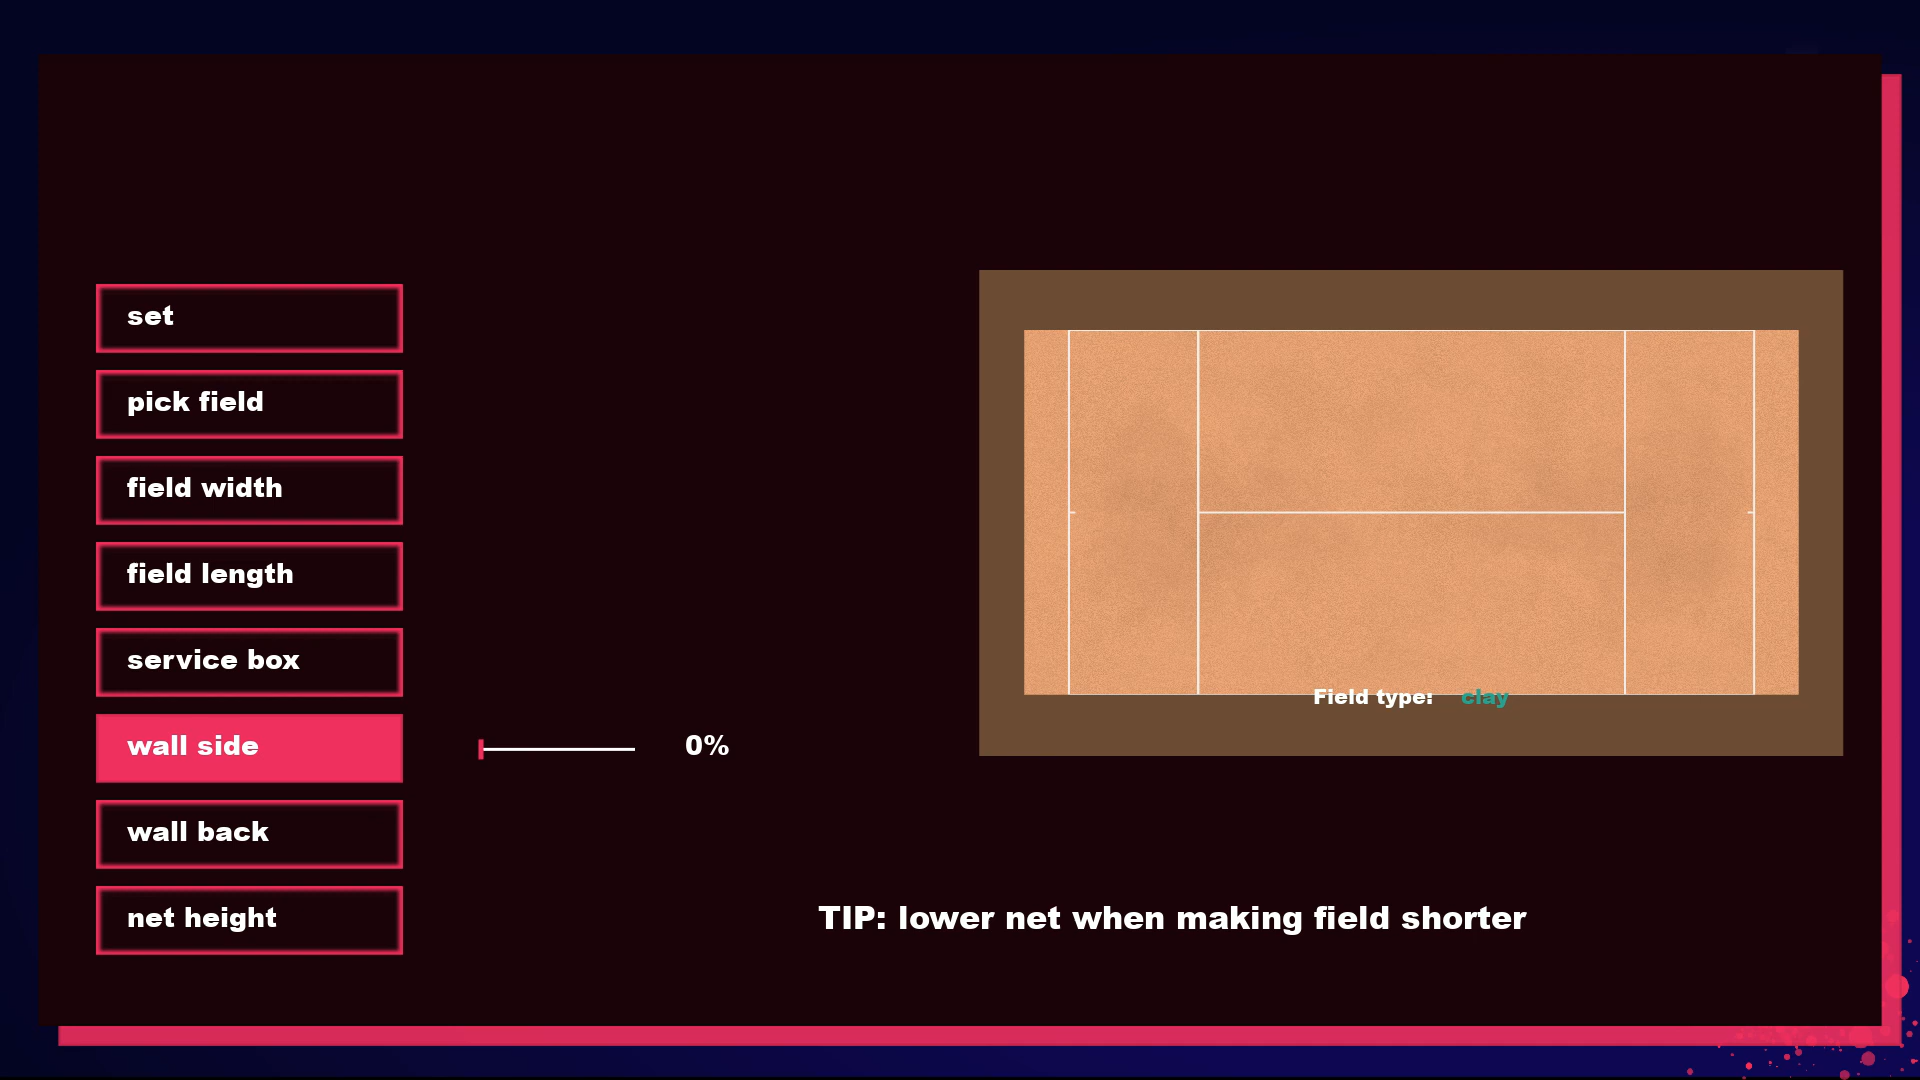 set
pick field
field width
field length
service box
wall side
0%
wall back
net height
Field type: clay
TIP: lower net when making field shorter